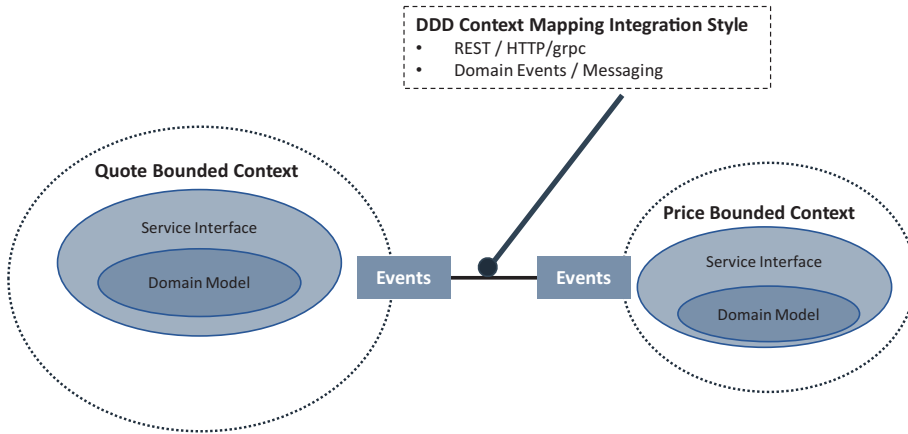 DDD Context Mapping Integration Style
• REST / HTTP/grpc
• Domain Events / Messaging
Quote Bounded Context
Service Interface
Domain Model
Events
Events
Price Bounded Context
Service Interface
Domain Model